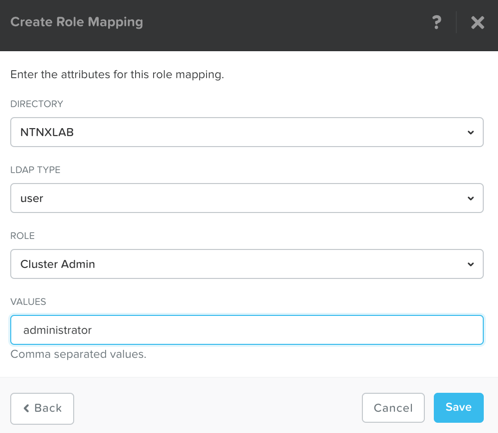 Create Role Mapping
?
Enter the attributes for this role mapping.
DIRECTORY
NTNXLAB
LDAP TYPE
user
ROLE
Cluster Admin
VALUES
administrator
Comma separated values.
Back Cancel Save